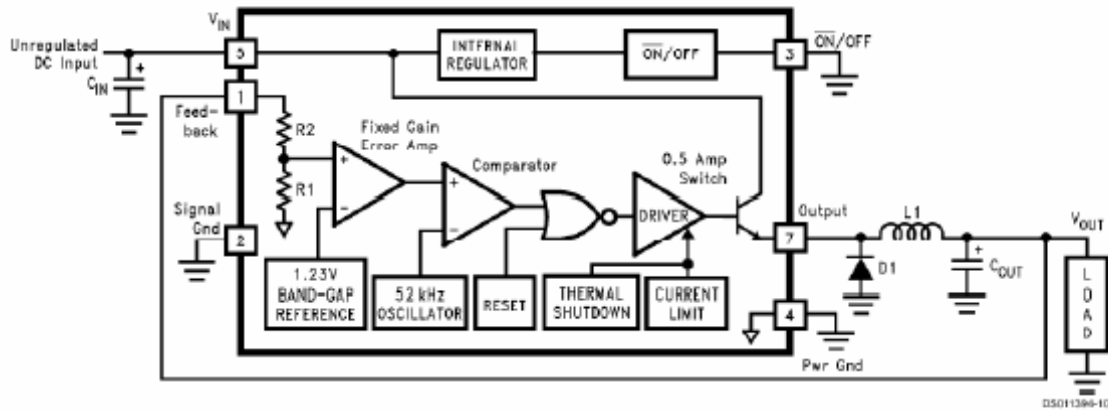 VIN
Unregulated
DC Input
+
CIN
5
INTERNAL
REGULATOR
ON/OFF
3
ON/OFF
1
Feed-
back
R2
R1
Fixed Gain
Error Amp
+
-
Comparator
+
-
0.5 Amp
Switch
DRIVER
Signal
Gnd
2
1.23V
BAND-GAP
REFERENCE
52 kHz
OSCILLATOR
RESET
THERMAL
SHUTDOWN
CURRENT
LIMIT
Output
7
4
Pwr Gnd
D1
L1
+
COUT
VOUT
LOAD
DS011394-10